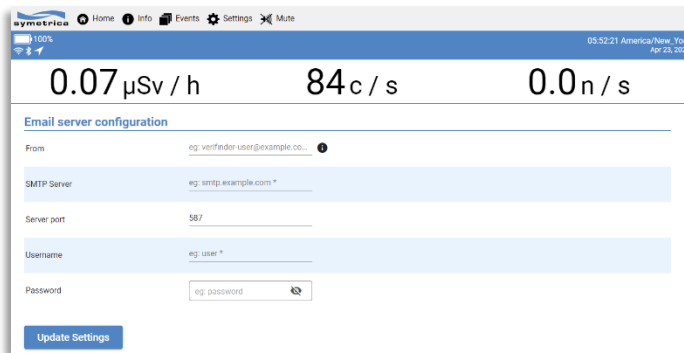 symetrica Home Info Events Settings Mute
100%
05:52:21 America/New_Yo
Apr 23, 20
0.07 µSv / h 84 c / s 0.0 n / s
Email server configuration
From eg: verifinder-user@example.co...
SMTP Server eg: smtp.example.com *
Server port 587
Username eg: user *
Password eg: password
Update Settings